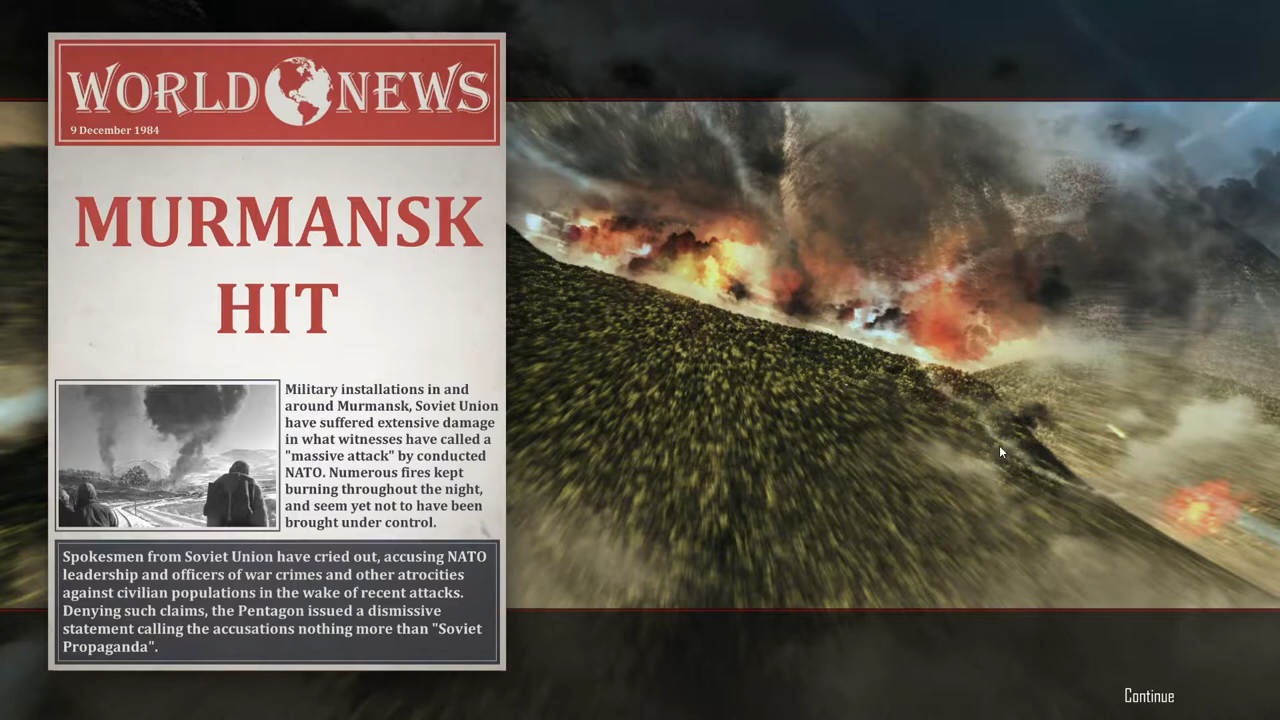 WORLD NEWS
9 December 1984
MURMANSK
HIT
Military installations in and
around Murmansk, Soviet Union
have suffered extensive damage
in what witnesses have called a
"massive attack" by conducted
NATO. Numerous fires kept
burning throughout the night,
and seem yet not to have been
brought under control.
Spokesmen from Soviet Union have cried out, accusing NATO
leadership and officers of war crimes and other atrocities
against civilian populations in the wake of recent attacks.
Denying such claims, the Pentagon issued a dismissive
statement calling the accusations nothing more than "Soviet
Propaganda".
Continue